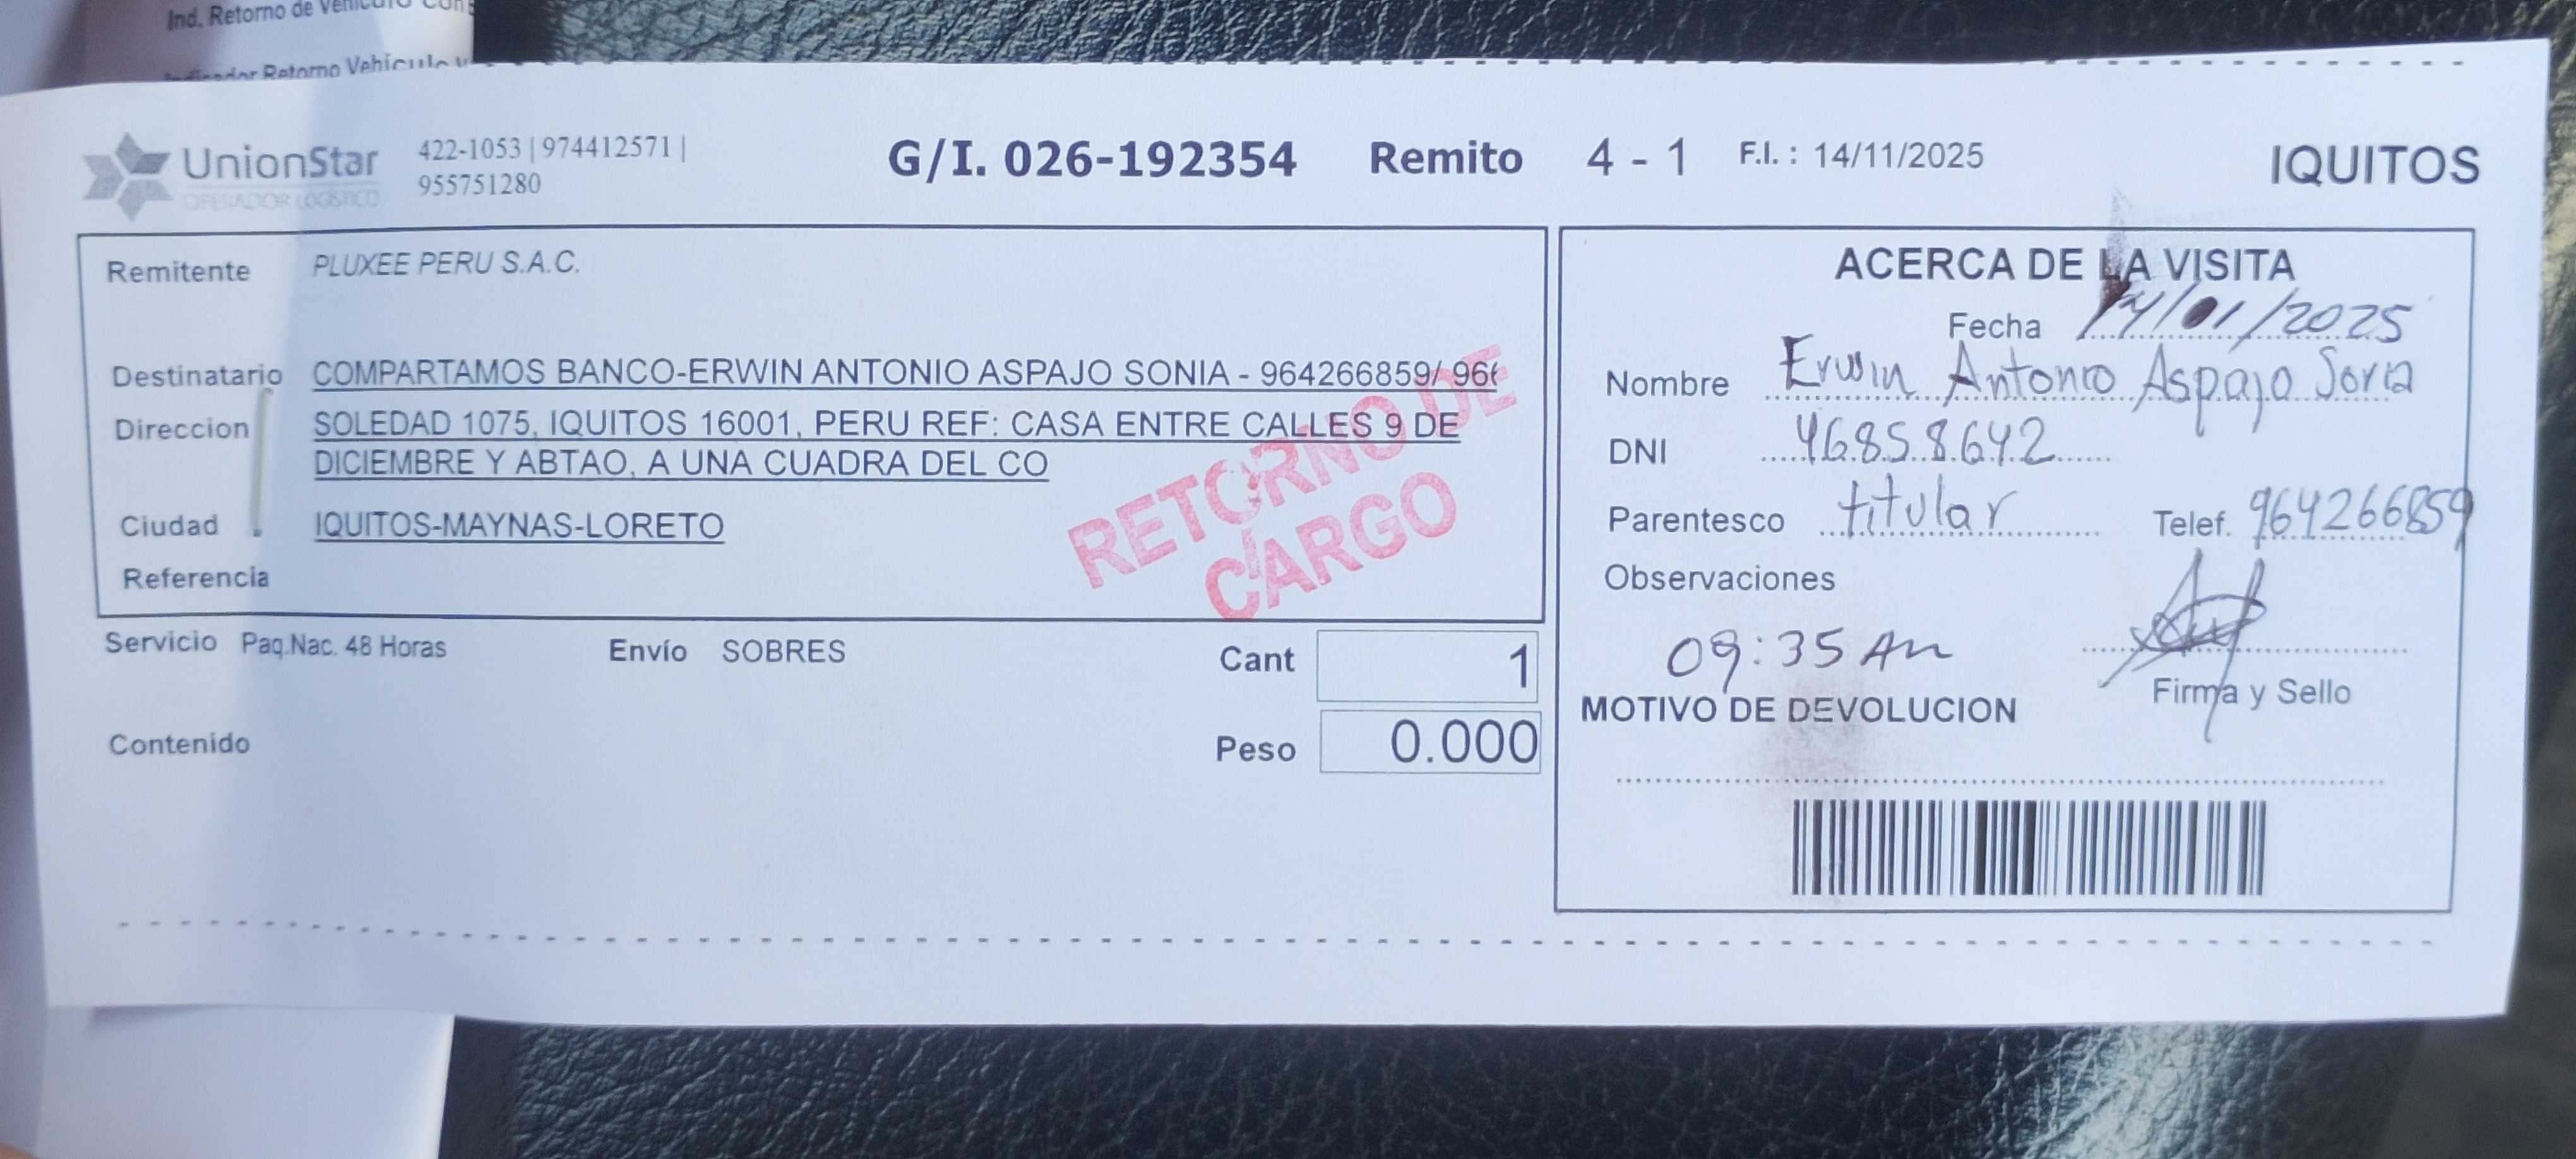 Ind. Retorno de Vehículo Con
Indicador Retorno Vehículo v
UnionStar
OPERADOR LOGÍSTICO
422-1053 | 974412571 |
955751280
G/I. 026-192354 Remito 4 - 1 F.I. : 14/11/2025 IQUITOS
Remitente PLUXEE PERU S.A.C.
Destinatario COMPARTAMOS BANCO-ERWIN ANTONIO ASPAJO SONIA - 964266859/ 966
Direccion SOLEDAD 1075, IQUITOS 16001, PERU REF: CASA ENTRE CALLES 9 DE
DICIEMBRE Y ABTAO, A UNA CUADRA DEL CO
Ciudad IQUITOS-MAYNAS-LORETO
Referencia
RETORNO DE
CARGO
Servicio Paq.Nac. 48 Horas Envío SOBRES Cant 1
Contenido Peso 0.000
ACERCA DE LA VISITA
Fecha /01/2025
Nombre Erwin Antonio Aspajo Soria
DNI 46858642
Parentesco titular Telef. 964266859
Observaciones
09:35 Am
Firma y Sello
MOTIVO DE DEVOLUCION